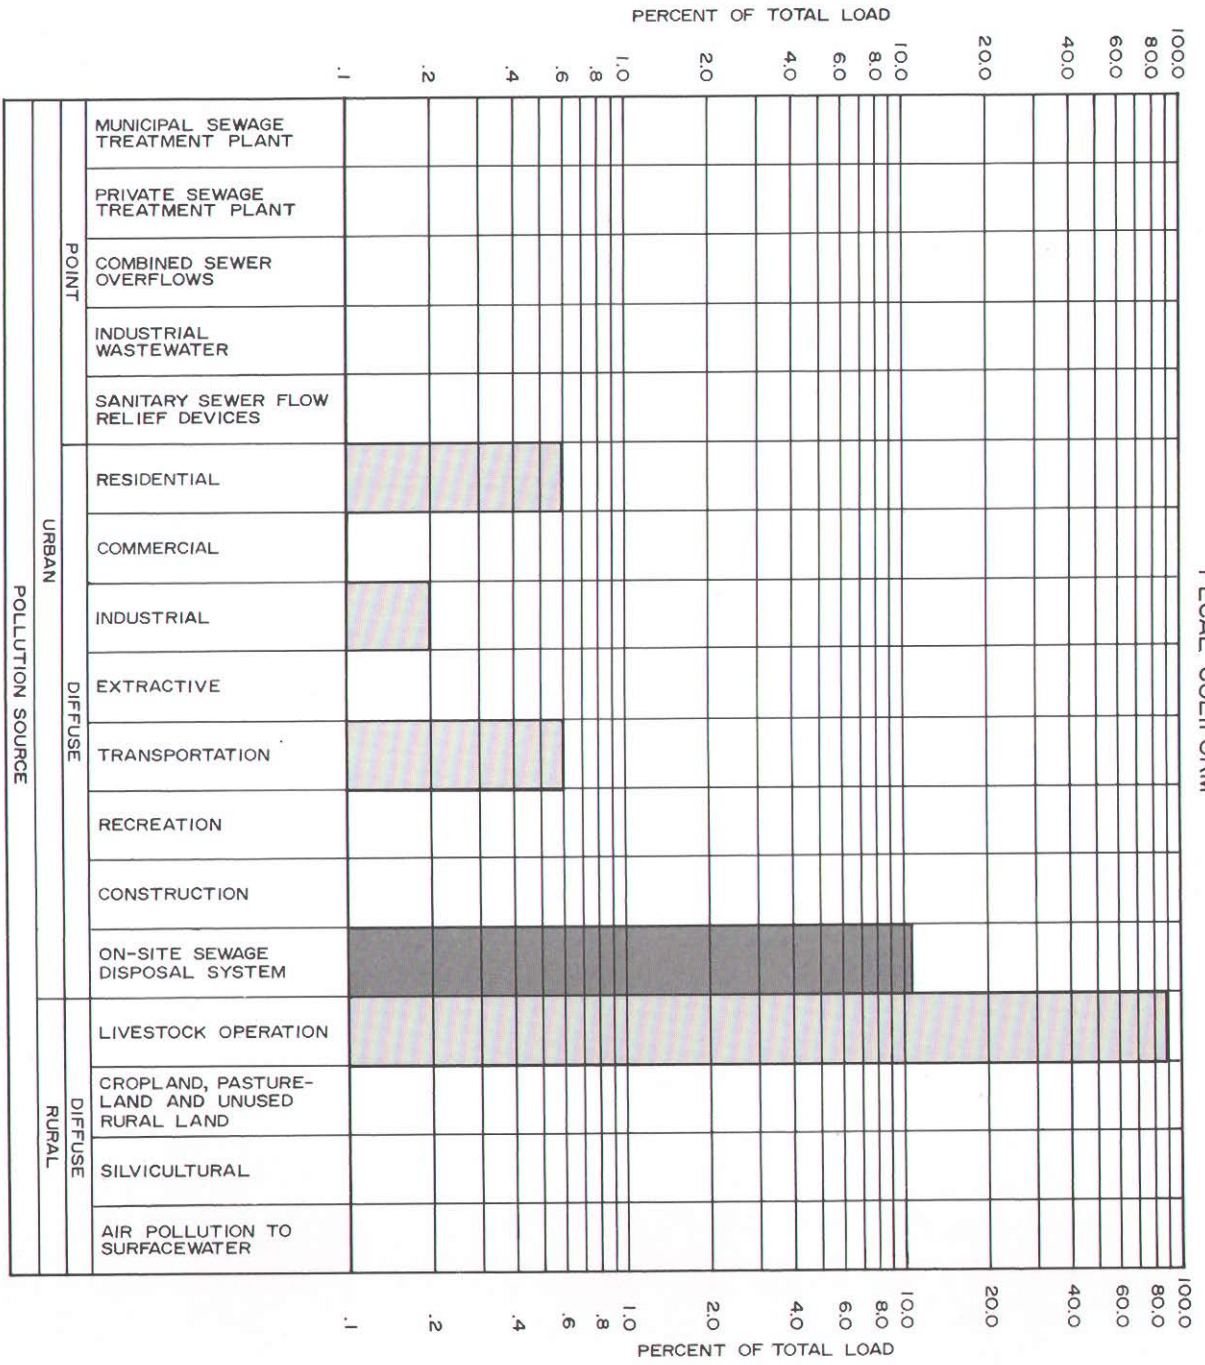 PERCENT OF TOTAL LOAD
.1
.2
.4
.6
.8
1.0
2.0
4.0
6.0
8.0
10.0
20.0
40.0
60.0
80.0
100.0
POLLUTION SOURCE
URBAN
POINT
MUNICIPAL SEWAGE
TREATMENT PLANT
PRIVATE SEWAGE
TREATMENT PLANT
COMBINED SEWER
OVERFLOWS
INDUSTRIAL
WASTEWATER
SANITARY SEWER FLOW
RELIEF DEVICES
DIFFUSE
RESIDENTIAL
COMMERCIAL
INDUSTRIAL
EXTRACTIVE
TRANSPORTATION
RECREATION
CONSTRUCTION
ON-SITE SEWAGE
DISPOSAL SYSTEM
RURAL
DIFFUSE
LIVESTOCK OPERATION
CROPLAND, PASTURE-
LAND AND UNUSED
RURAL LAND
SILVICULTURAL
AIR POLLUTION TO
SURFACEWATER
FECAL COLIFORM
.1
.2
.4
.6
.8
1.0
2.0
4.0
6.0
8.0
10.0
20.0
40.0
60.0
80.0
100.0
PERCENT OF TOTAL LOAD